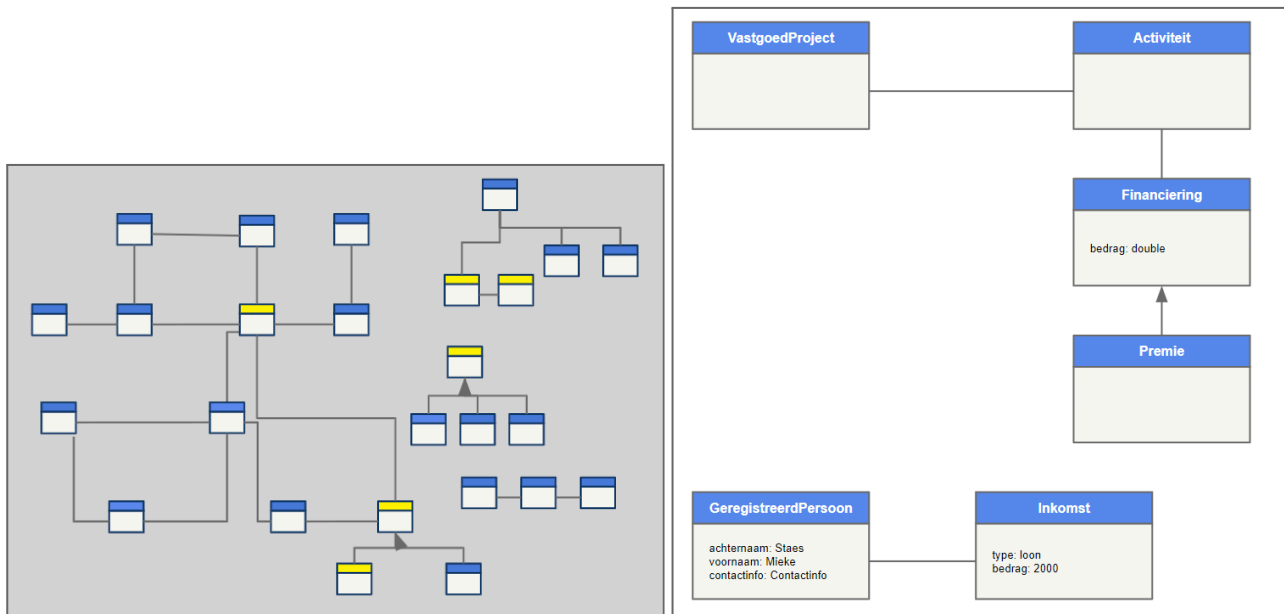 VastgoedProject
Activiteit
Financiering
bedrag: double
Premie
GeregistreerdPersoon
achternaam: Staes
voornaam: Mieke
contactinfo: Contactinfo
Inkomst
type: loon
bedrag: 2000